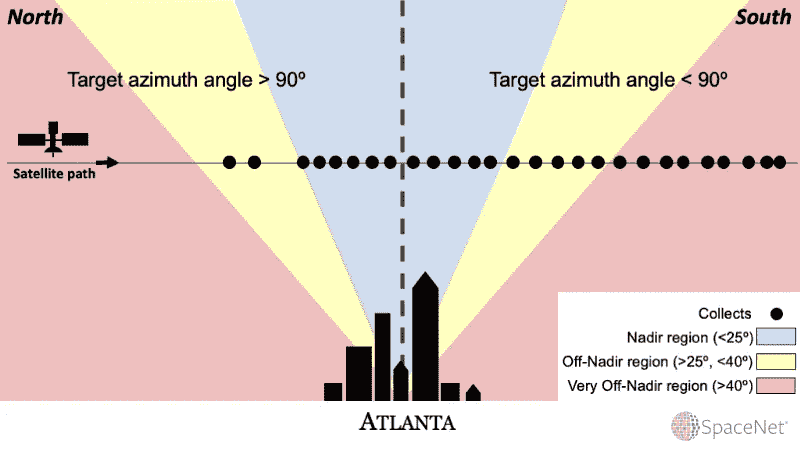 North
South
Target azimuth angle > 90º
Target azimuth angle < 90º
Satellite path
Collects
Nadir region (<25º)
Off-Nadir region (>25º, <40º)
Very Off-Nadir region (>40º)
ATLANTA
SpaceNet